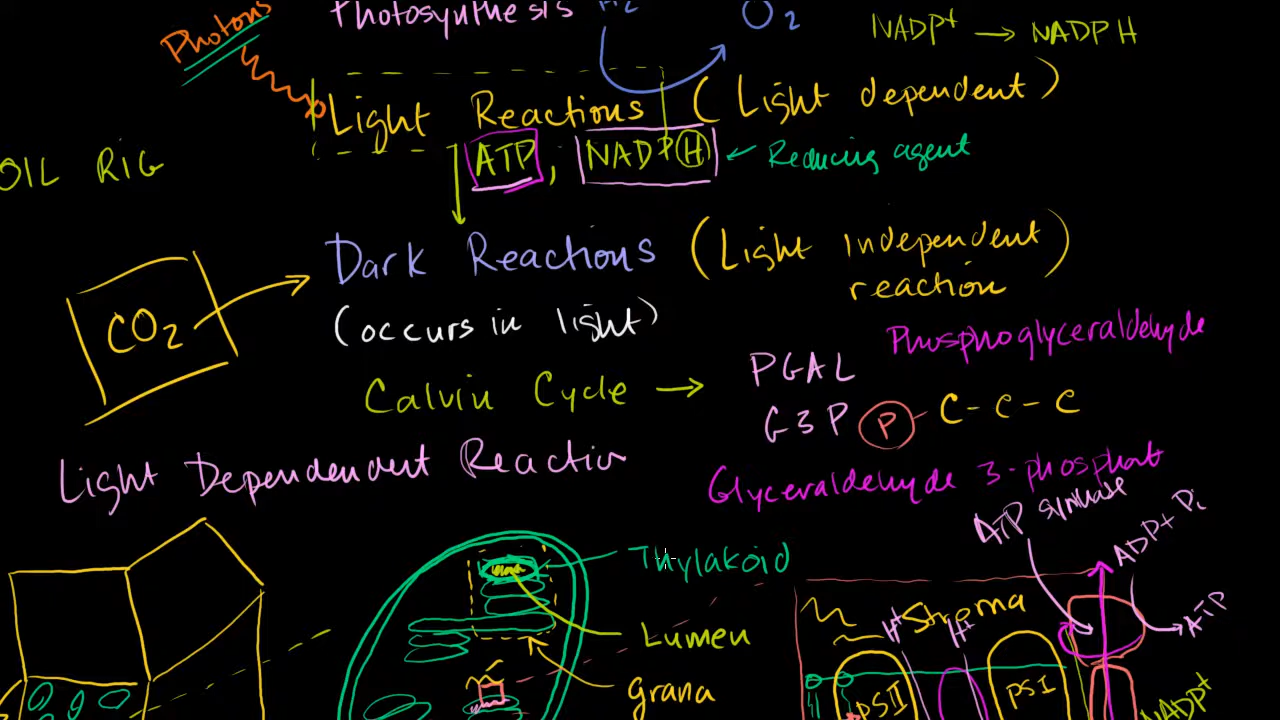 Photosynthesis
O2
NADP+ → NADPH
Photons
Light Reactions (Light dependent)
ATP, NADPH ← Reducing agent
OIL RIG
Dark Reactions (Light Independent reaction)
CO2
(occurs in light)
Phosphoglyceraldehyde
PGAL
Calvin Cycle →
G3P P - C - C - C
Light Dependendent Reaction
Glyceraldehyde 3-phosphat
ATP synthase
ADP + Pi
Thylakoid
ATP
Stroma
H+ H+
Lumen
grana
PSII
PSI
NADP+